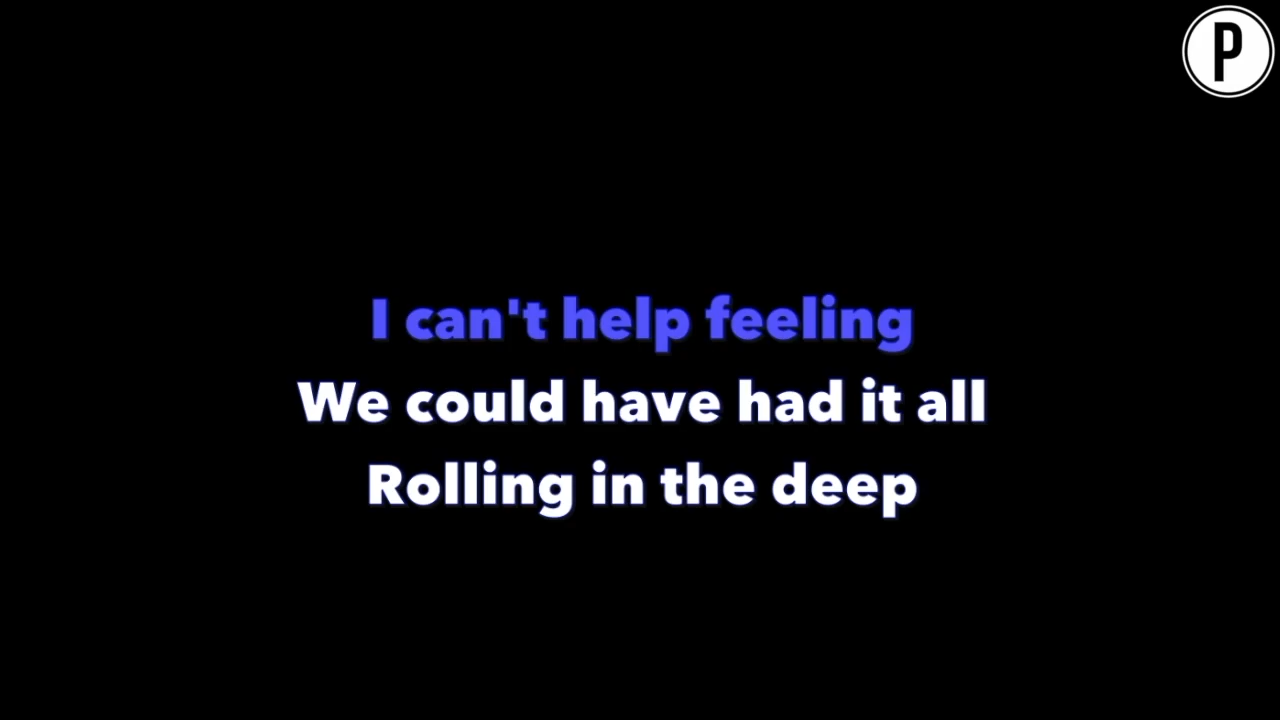 P
I can't help feeling
We could have had it all
Rolling in the deep